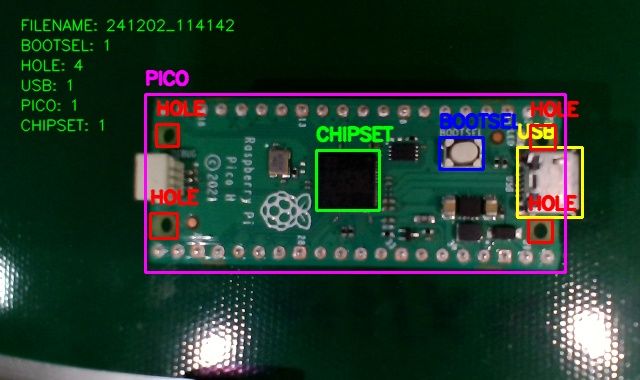 FILENAME: 241202_114142
BOOTSEL: 1
HOLE: 4
USB: 1
PICO: 1
CHIPSET: 1
PICO
HOLE
HOLE
CHIPSET
BOOTSEL
USB
BOOTSEL
USB
HOLE
HOLE
Raspberry Pi
Pico H